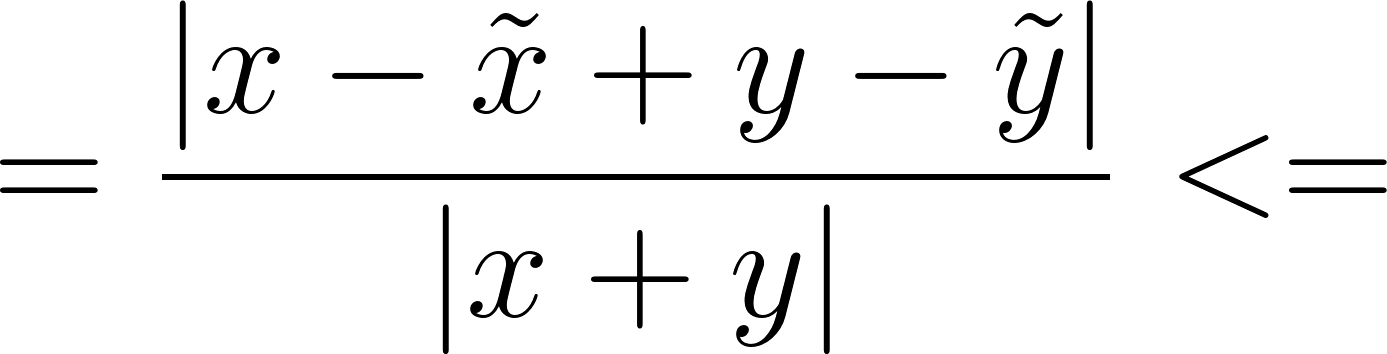 = \frac{|x - \tilde{x} + y - \tilde{y}|}{|x + y|} <=